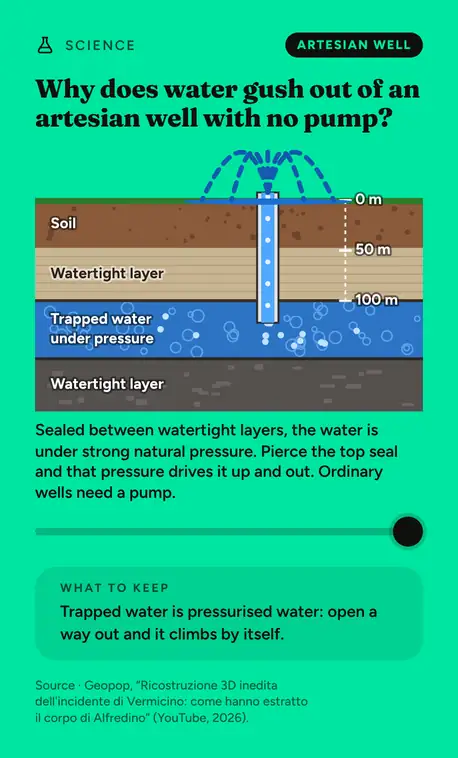 SCIENCE
ARTESIAN WELL
Why does water gush out of an
artesian well with no pump?
0 m
Soil
50 m
Watertight layer
100 m
Trapped water
under pressure
Watertight layer
Sealed between watertight layers, the water is
under strong natural pressure. Pierce the top seal
and that pressure drives it up and out. Ordinary
wells need a pump.
WHAT TO KEEP
Trapped water is pressurised water: open a
way out and it climbs by itself.
Source · Geopop, “Ricostruzione 3D inedita
dell'incidente di Vermicino: come hanno estratto
il corpo di Alfredino” (YouTube, 2026).